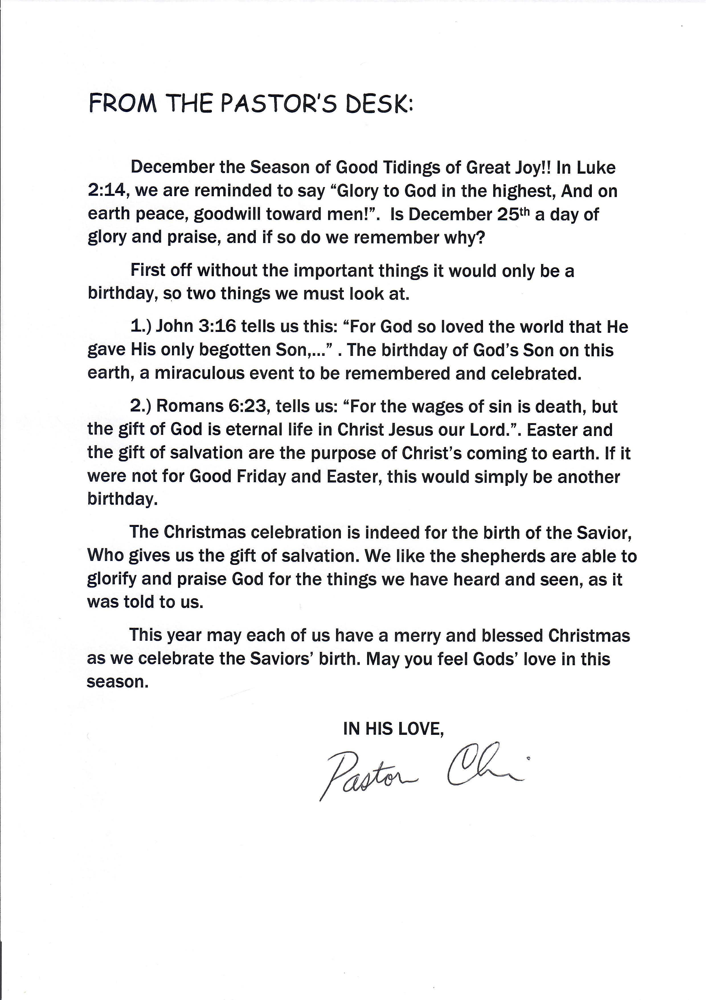 FROM THE PASTOR'S DESK:
December the Season of Good Tidings of Great Joy!! In Luke
2:14, we are reminded to say “Glory to God in the highest, And on
earth peace, goodwill toward men!”.  Is December 25th a day of
glory and praise, and if so do we remember why?
First off without the important things it would only be a
birthday, so two things we must look at.
1.) John 3:16 tells us this: “For God so loved the world that He
gave His only begotten Son,...” . The birthday of God’s Son on this
earth, a miraculous event to be remembered and celebrated.
2.) Romans 6:23, tells us: “For the wages of sin is death, but
the gift of God is eternal life in Christ Jesus our Lord.”. Easter and
the gift of salvation are the purpose of Christ’s coming to earth. If it
were not for Good Friday and Easter, this would simply be another
birthday.
The Christmas celebration is indeed for the birth of the Savior,
Who gives us the gift of salvation. We like the shepherds are able to
glorify and praise God for the things we have heard and seen, as it
was told to us.
This year may each of us have a merry and blessed Christmas
as we celebrate the Saviors’ birth. May you feel Gods’ love in this
season.
IN HIS LOVE,
Pastor